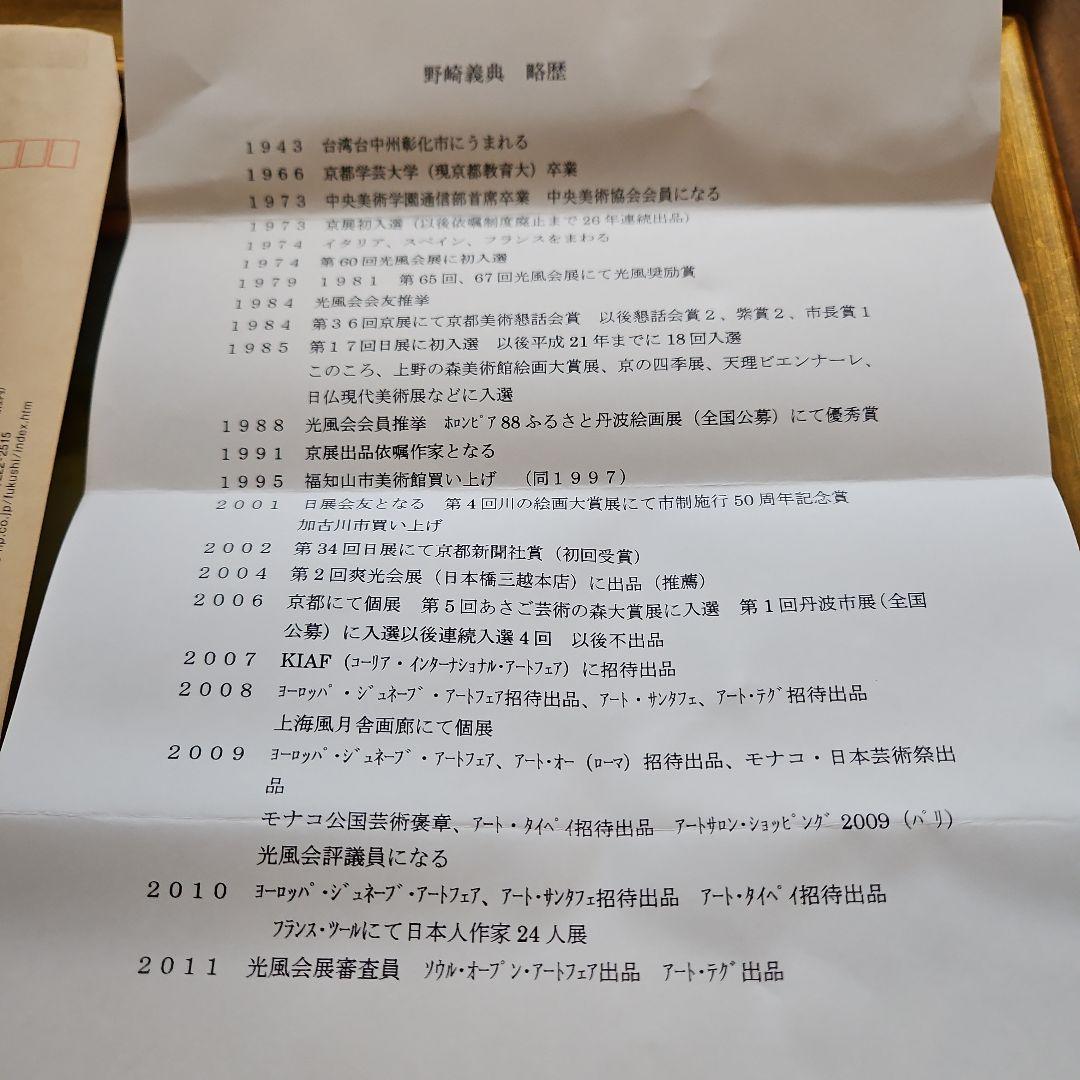 野崎義典　略歴
1943　台湾台中州彰化市にうまれる
1966　京都学芸大学（現京都教育大）卒業
1973　中央美術学園通信部首席卒業　中央美術協会会員になる
1973　京展初入選（以後依嘱制度廃止まで26年連続出品）
1974　イタリア、スペイン、フランスをまわる
1974　第60回光風会展に初入選
1979　1981　第65回、67回光風会展にて光風奨励賞
1984　光風会会友推挙
1984　第36回京展にて京都美術懇話会賞　以後懇話会賞2、紫賞2、市長賞1
1985　第17回日展に初入選　以後平成21年までに18回入選
このころ、上野の森美術館絵画大賞展、京の四季展、天理ビエンナーレ、
日仏現代美術展などに入選
1988　光風会会員推挙　ﾎﾛﾝﾋﾟｱ88ふるさと丹波絵画展（全国公募）にて優秀賞
1991　京展出品依嘱作家となる
1995　福知山市美術館買い上げ　（同1997）
2001　日展会友となる　第4回川の絵画大賞展にて市制施行50周年記念賞
加古川市買い上げ
2002　第34回日展にて京都新聞社賞（初回受賞）
2004　第2回爽光会展（日本橋三越本店）に出品（推薦）
2006　京都にて個展　第5回あさご芸術の森大賞展に入選　第1回丹波市展（全国
公募）に入選以後連続入選4回　以後不出品
2007　KIAF（ｺｰﾘｱ・ｲﾝﾀｰﾅｼｮﾅﾙ・ｱｰﾄﾌｪｱ）に招待出品
2008　ﾖｰﾛｯﾊﾟ・ｼﾞｭﾈｰﾌﾞ・ｱｰﾄﾌｪｱ招待出品、ｱｰﾄ・ｻﾝﾀﾌｪ、ｱｰﾄ・ﾃｸﾞ招待出品
上海風月舎画廊にて個展
2009　ﾖｰﾛｯﾊﾟ・ｼﾞｭﾈｰﾌﾞ・ｱｰﾄﾌｪｱ、ｱｰﾄ・ｵｰ（ﾛｰﾏ）招待出品、モナコ・日本芸術祭出
品
モナコ公国芸術褒章、ｱｰﾄ・ﾀｲﾍﾟｲ招待出品　ｱｰﾄｻﾛﾝ・ｼｮｯﾋﾟﾝｸﾞ2009（ﾊﾟﾘ）
光風会評議員になる
2010　ﾖｰﾛｯﾊﾟ・ｼﾞｭﾈｰﾌﾞ・ｱｰﾄﾌｪｱ、ｱｰﾄ・ｻﾝﾀﾌｪ招待出品　ｱｰﾄ・ﾀｲﾍﾟｲ招待出品
ﾌﾗﾝｽ・ﾂｰﾙにて日本人作家24人展
2011　光風会展審査員　ｿｳﾙ・ｵｰﾌﾟﾝ・ｱｰﾄﾌｪｱ出品　ｱｰﾄ・ﾃｸﾞ出品
222-2515
np.co.jp/fukushi/index.htm